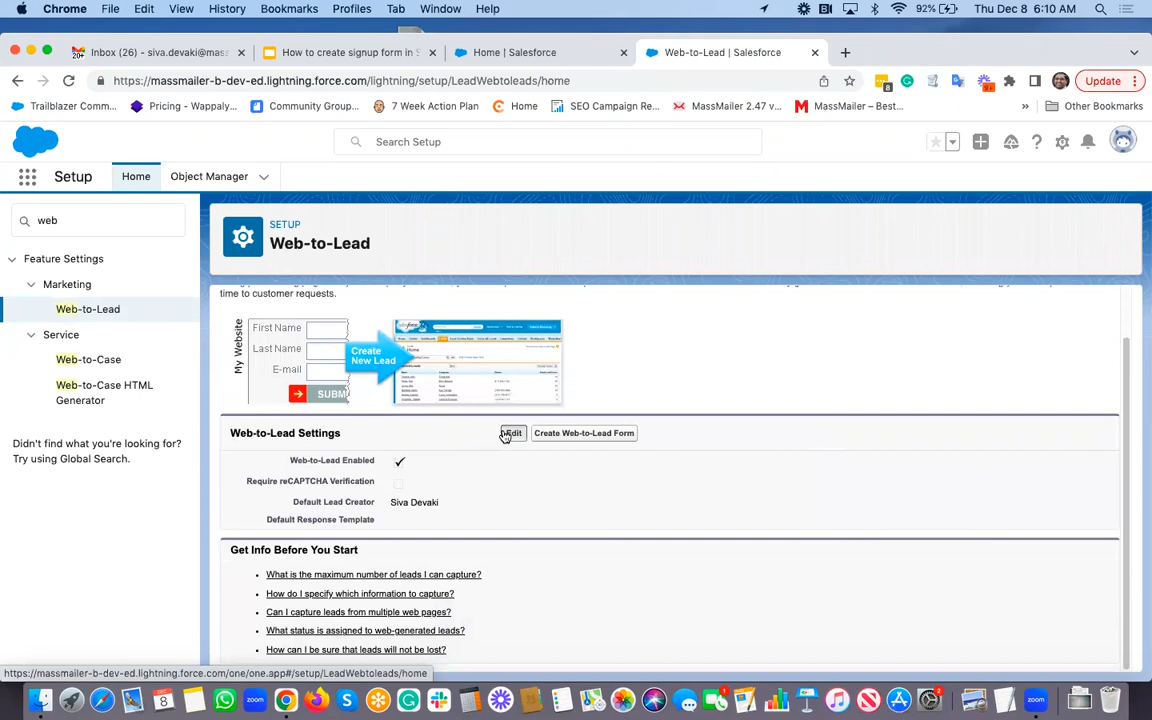 Chrome File Edit View History Bookmarks Profiles Tab Window Help 92% Thu Dec 8 6:10 AM
Inbox (26) - siva.devaki@mass How to create signup form in S Home | Salesforce Web-to-Lead | Salesforce
https://massmailer-b-dev-ed.lightning.force.com/lightning/setup/LeadWebtoleads/home Update
Trailblazer Comm... Pricing - Wappaly... Community Group... 7 Week Action Plan Home SEO Campaign Re... MassMailer 2.47 v... MassMailer – Best... » Other Bookmarks
Search Setup
Setup Home Object Manager
web
Feature Settings
Marketing
Web-to-Lead
Service
Web-to-Case
Web-to-Case HTML
Generator
Didn't find what you're looking for?
Try using Global Search.
SETUP
Web-to-Lead
time to customer requests.
My Website
First Name
Last Name
E-mail
SUBM
Create
New Lead
Web-to-Lead Settings Edit Create Web-to-Lead Form
Web-to-Lead Enabled
Require reCAPTCHA Verification
Default Lead Creator Siva Devaki
Default Response Template
Get Info Before You Start
• What is the maximum number of leads I can capture?
• How do I specify which information to capture?
• Can I capture leads from multiple web pages?
• What status is assigned to web-generated leads?
• How can I be sure that leads will not be lost?
https://massmailer-b-dev-ed.lightning.force.com/one/one.app#/setup/LeadWebtoleads/home